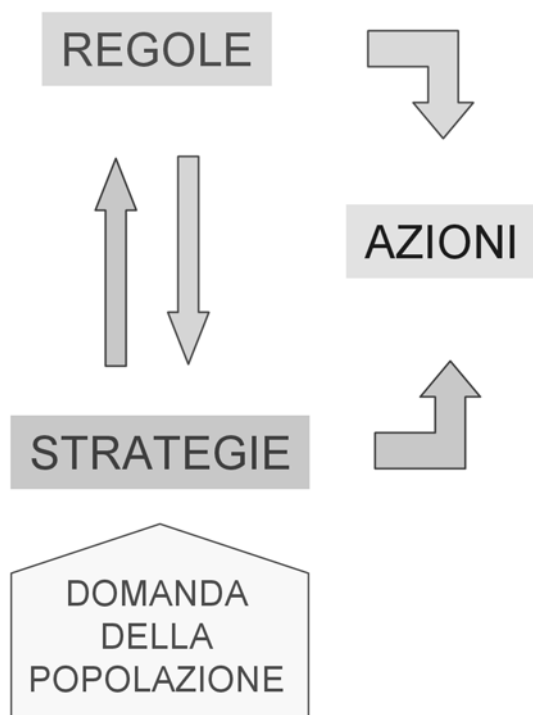 REGOLE
AZIONI
STRATEGIE
DOMANDA
DELLA
POPOLAZIONE